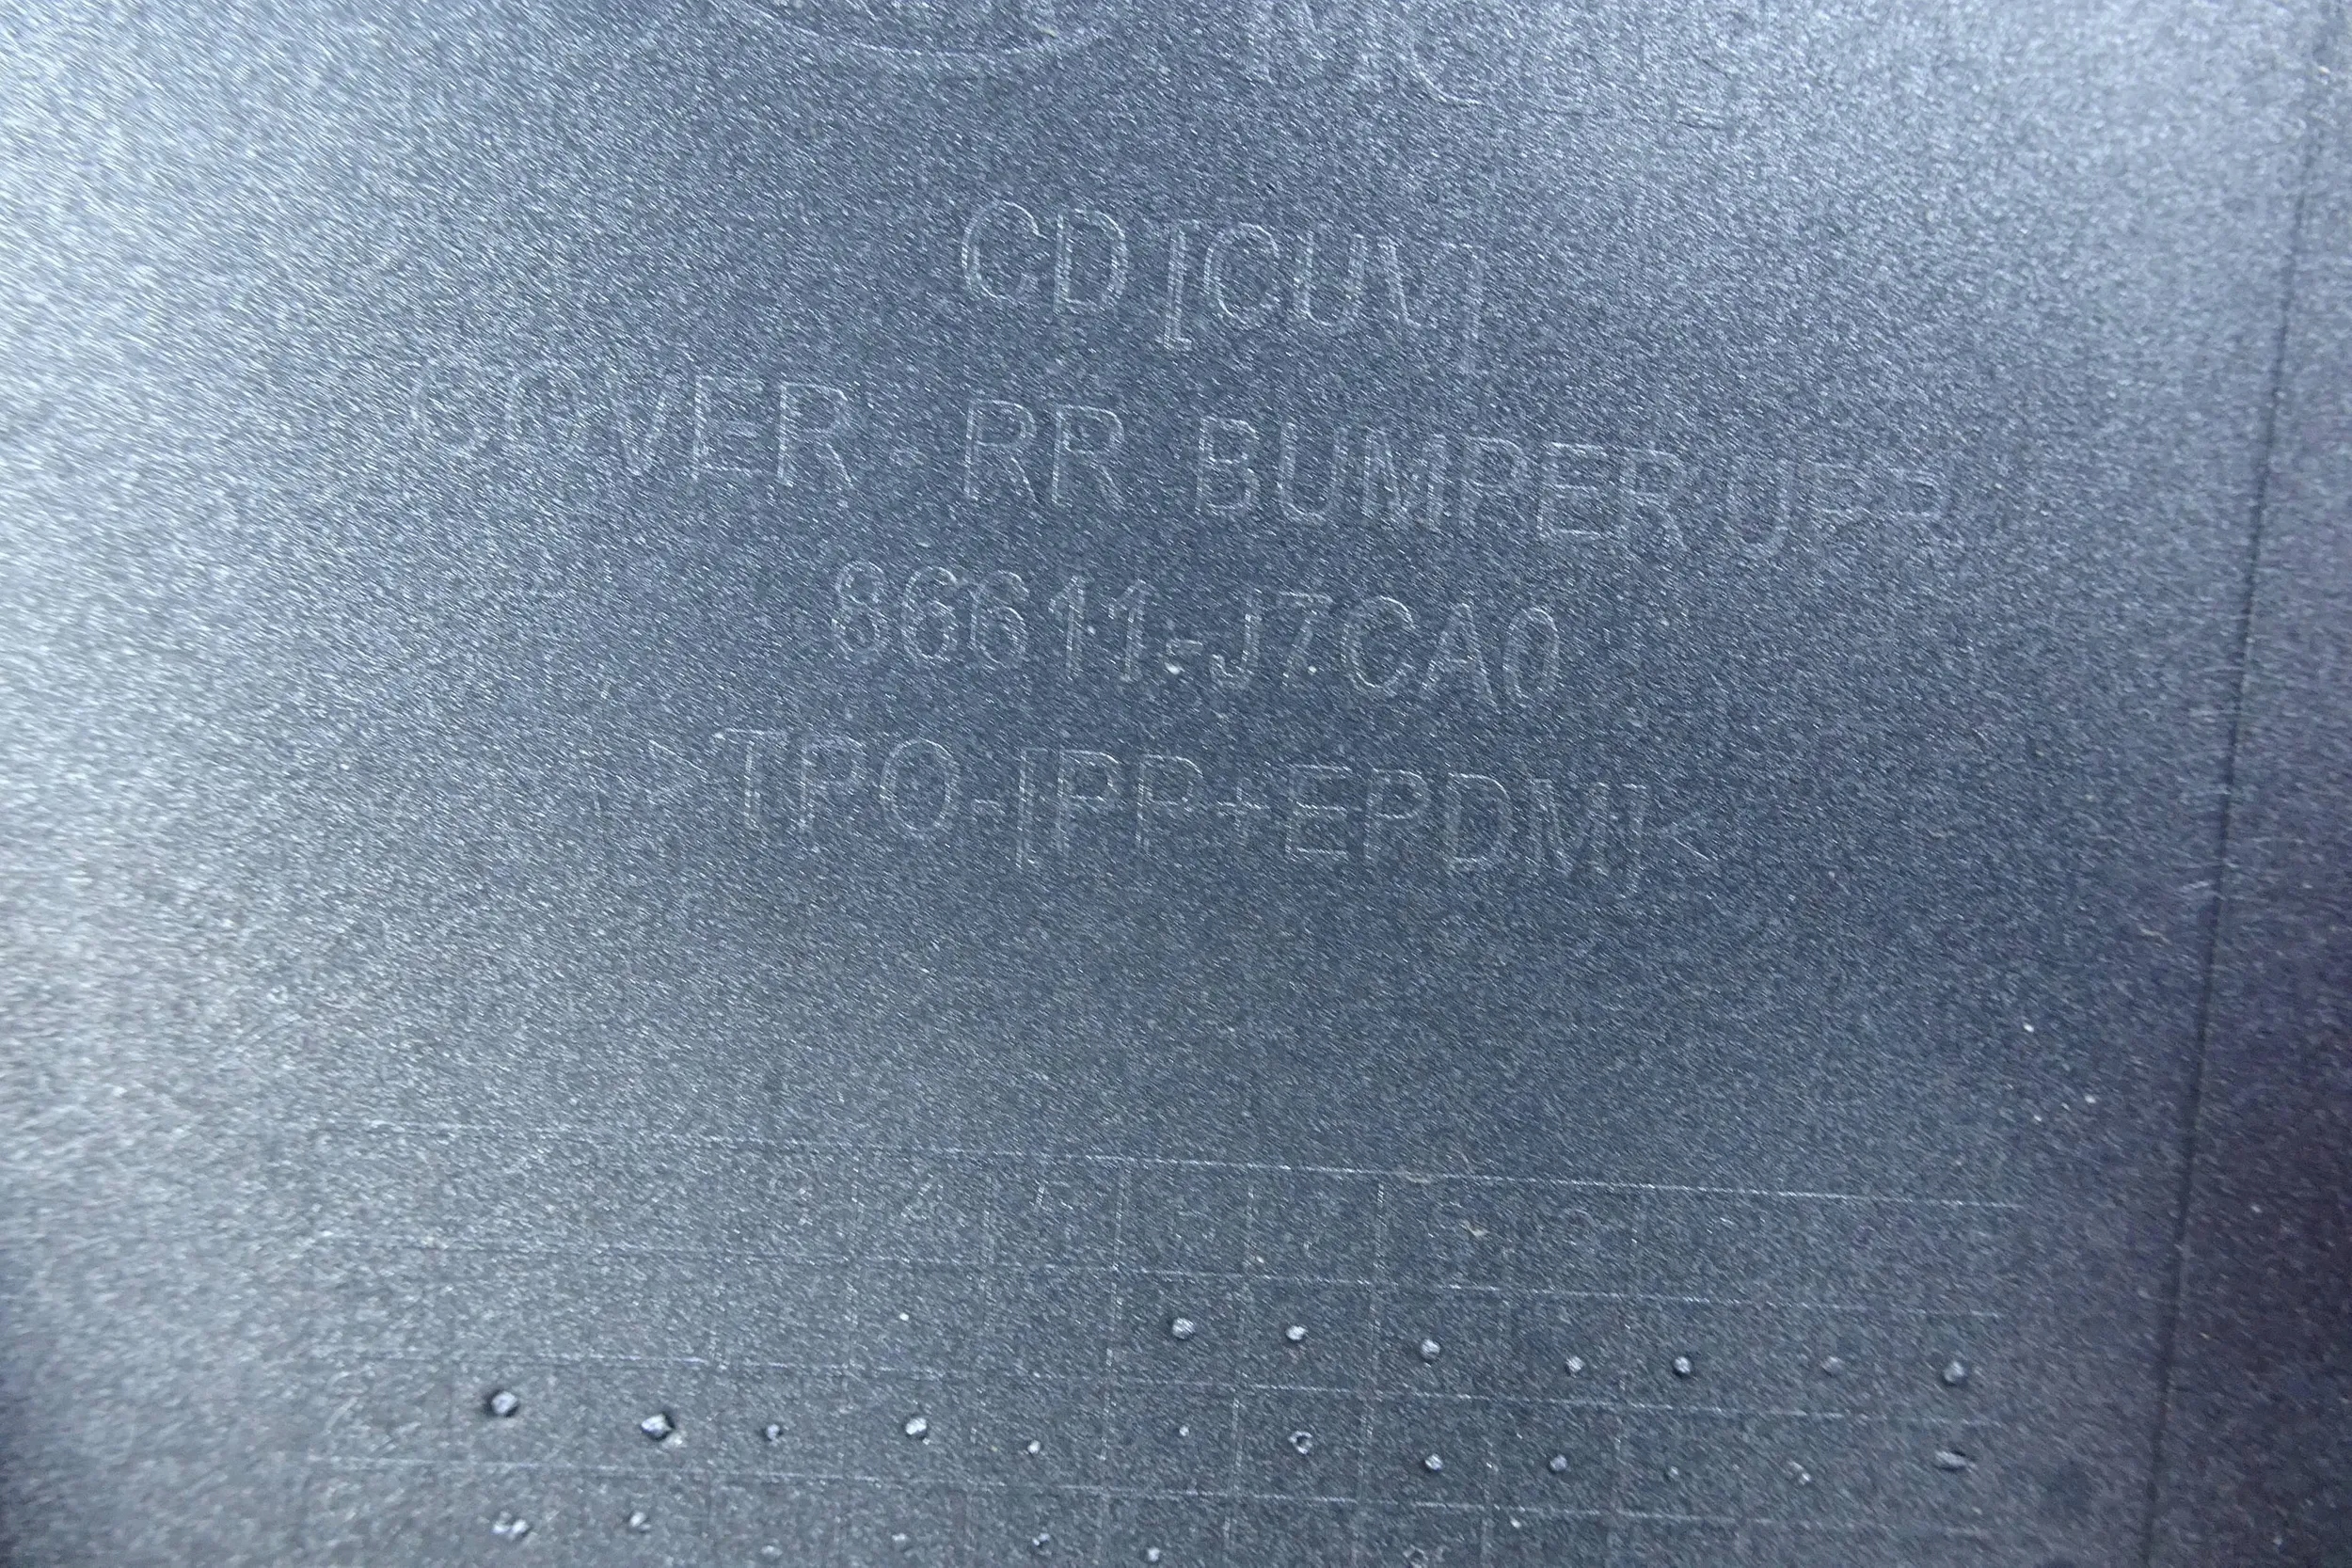 CD[CUV]
COVER-RR BUMPER UPR
86611-J7CA0
>TPO-[PP+EPDM]<